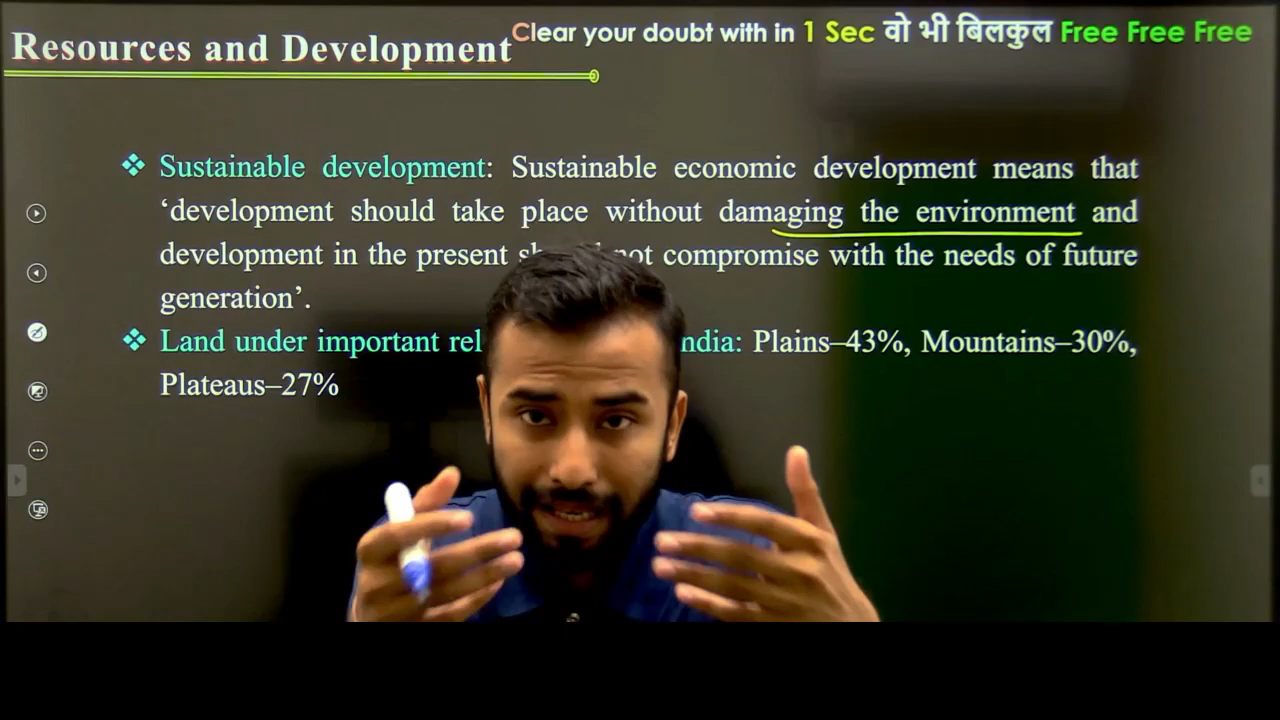 Resources and Development
Clear your doubt with in 1 Sec वो भी बिलकुल Free Free Free
❖ Sustainable development: Sustainable economic development means that
‘development should take place without damaging the environment and
development in the present not compromise with the needs of future
generation’.
❖ Land under important Plains–43%, Mountains–30%,
Plateaus–27%